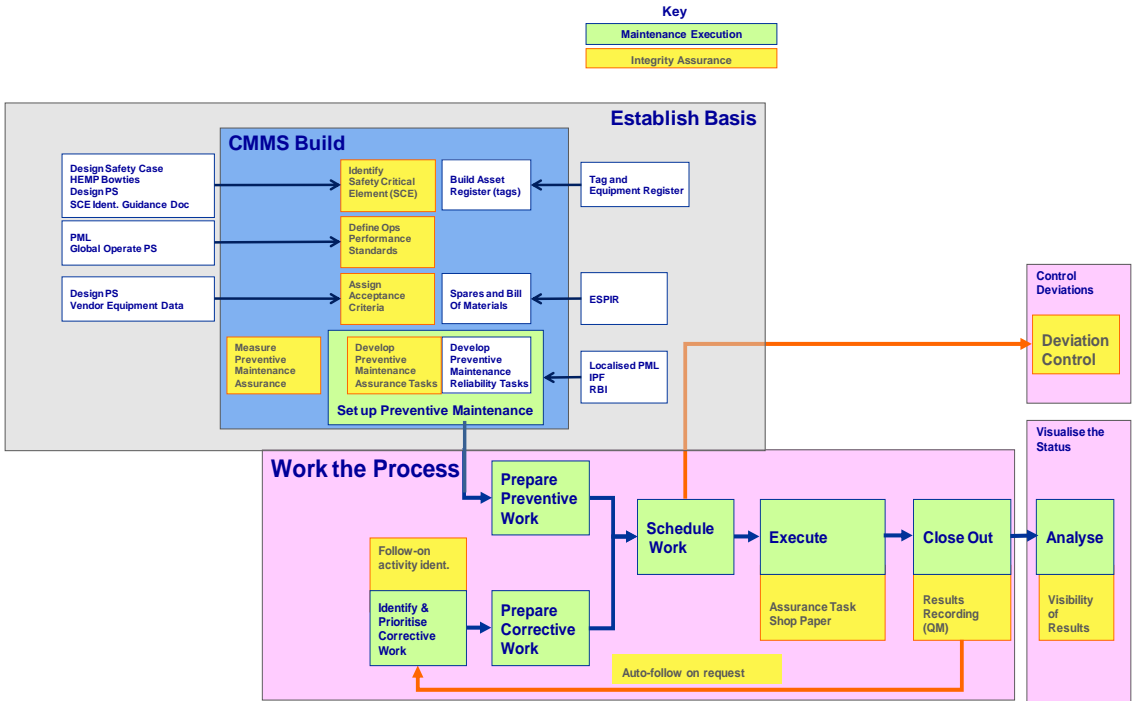 Key
Maintenance Execution
Integrity Assurance
Establish Basis
CMMS Build
Design Safety Case
HEMP Bowties
Design PS
SCE Ident. Guidance Doc
Identify
Safety Critical
Element (SCE)
Build Asset
Register (tags)
Tag and
Equipment Register
PML
Global Operate PS
Define Ops
Performance
Standards
Design PS
Vendor Equipment Data
Assign
Acceptance
Criteria
Spares and Bill
Of Materials
ESPIR
Measure
Preventive
Maintenance
Assurance
Develop
Preventive
Maintenance
Assurance Tasks
Develop
Preventive
Maintenance
Reliability Tasks
Localised PML
IPF
RBI
Set up Preventive Maintenance
Control
Deviations
Deviation
Control
Work the Process
Prepare
Preventive
Work
Schedule
Work
Execute
Close Out
Visualise the
Status
Analyse
Follow-on
activity ident.
Identify &
Prioritise
Corrective
Work
Prepare
Corrective
Work
Assurance Task
Shop Paper
Results
Recording
(QM)
Visibility
of
Results
Auto-follow on request